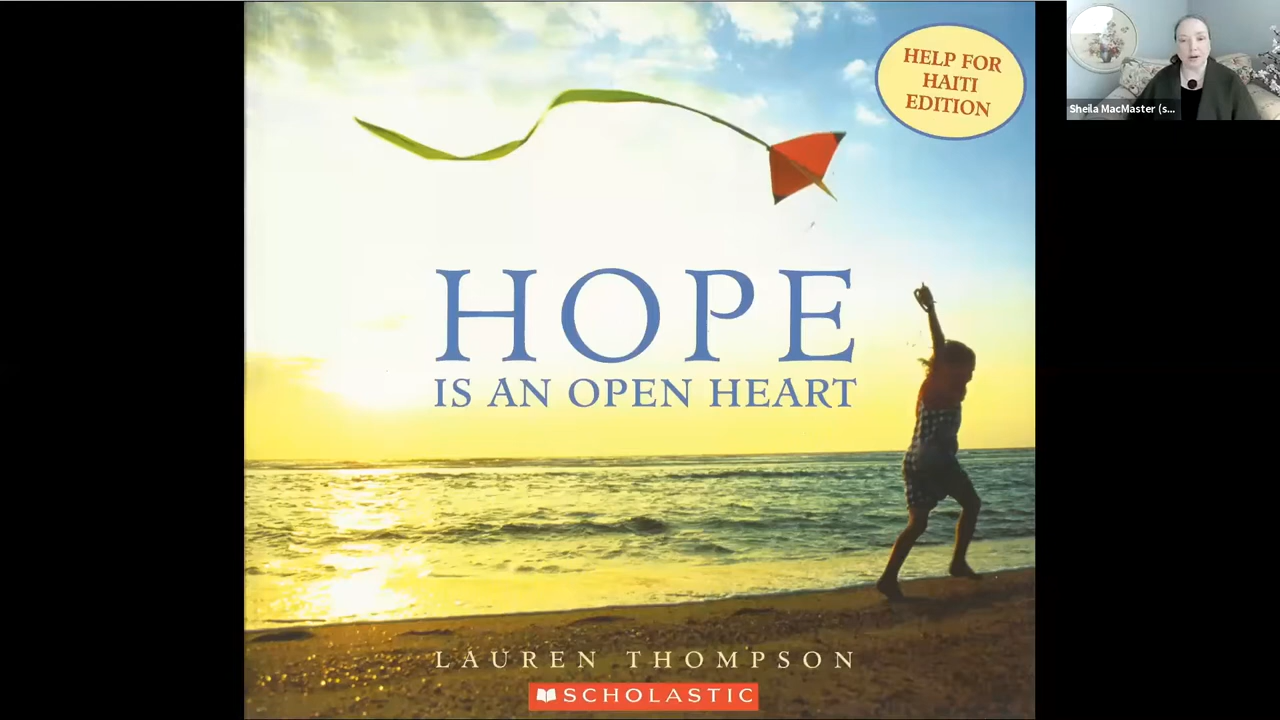 HELP FOR
HAITI
EDITION
Sheila MacMaster (s...
HOPE
IS AN OPEN HEART
LAUREN THOMPSON
SCHOLASTIC